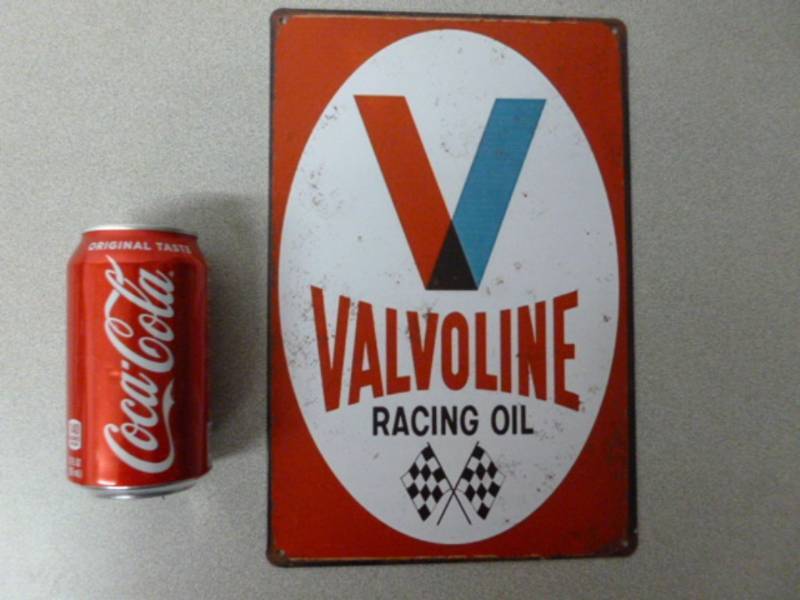 ORIGINAL TASTE
Coca-Cola
V
VALVOLINE
RACING OIL